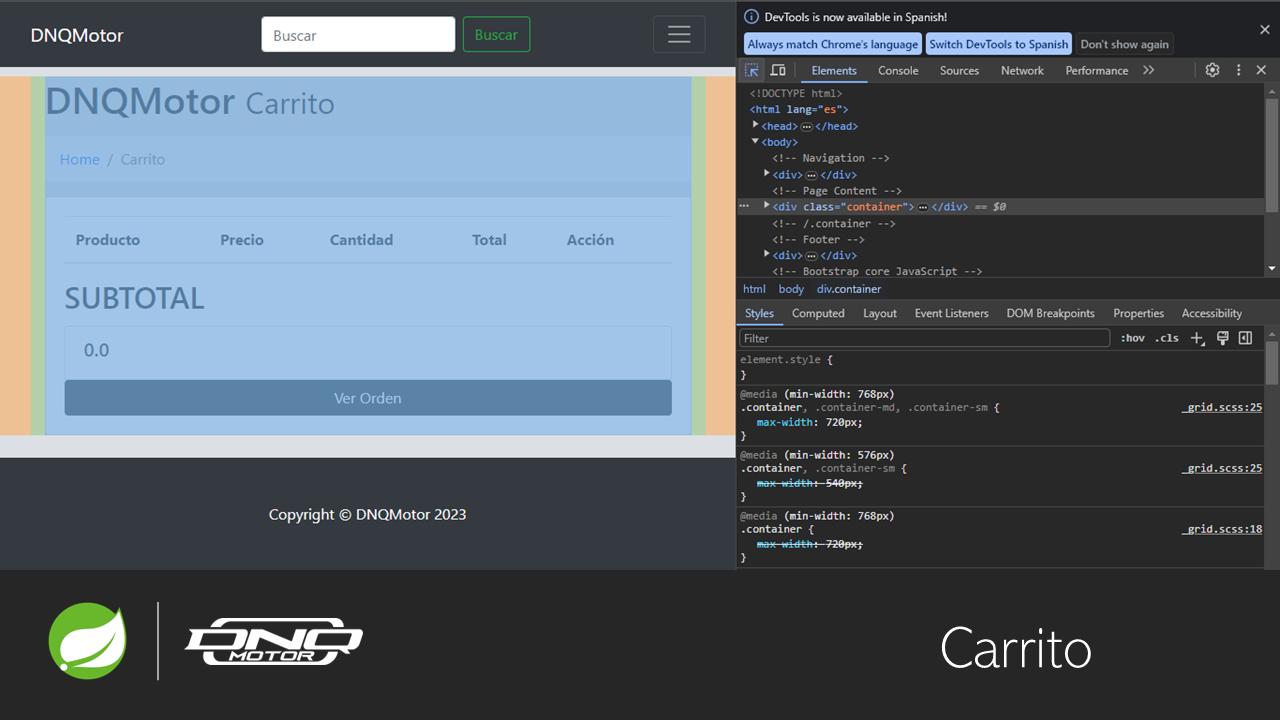 DNQMotor
Buscar
Buscar
DNQMotor Carrito
Home / Carrito
Producto Precio Cantidad Total Acción
SUBTOTAL
0.0
Ver Orden
Copyright © DNQMotor 2023
DevTools is now available in Spanish!
Always match Chrome's language
Switch DevTools to Spanish
Don't show again
Elements Console Sources Network Performance
<!DOCTYPE html>
<html lang="es">
<head> … </head>
<body>
<!-- Navigation -->
<div> … </div>
<!-- Page Content -->
<div class="container"> … </div> == $0
<!-- /.container -->
<!-- Footer -->
<div> … </div>
<!-- Bootstrap core JavaScript -->
html body div.container
Styles Computed Layout Event Listeners DOM Breakpoints Properties Accessibility
Filter
:hov .cls
element.style {
}
@media (min-width: 768px)
.container, .container-md, .container-sm { _grid.scss:25
max-width: 720px;
}
@media (min-width: 576px)
.container, .container-sm { _grid.scss:25
max-width: 540px;
}
@media (min-width: 768px)
.container { _grid.scss:18
max-width: 720px;
}
DNQ
MOTOR
Carrito